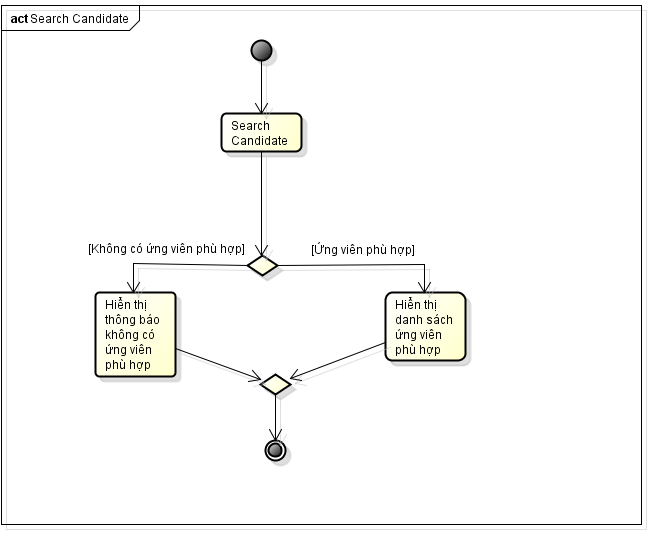 act Search Candidate
Search
Candidate
[Không có ứng viên phù hợp]
[Ứng viên phù hợp]
Hiển thị
thông báo
không có
ứng viên
phù hợp
Hiển thị
danh sách
ứng viên
phù hợp